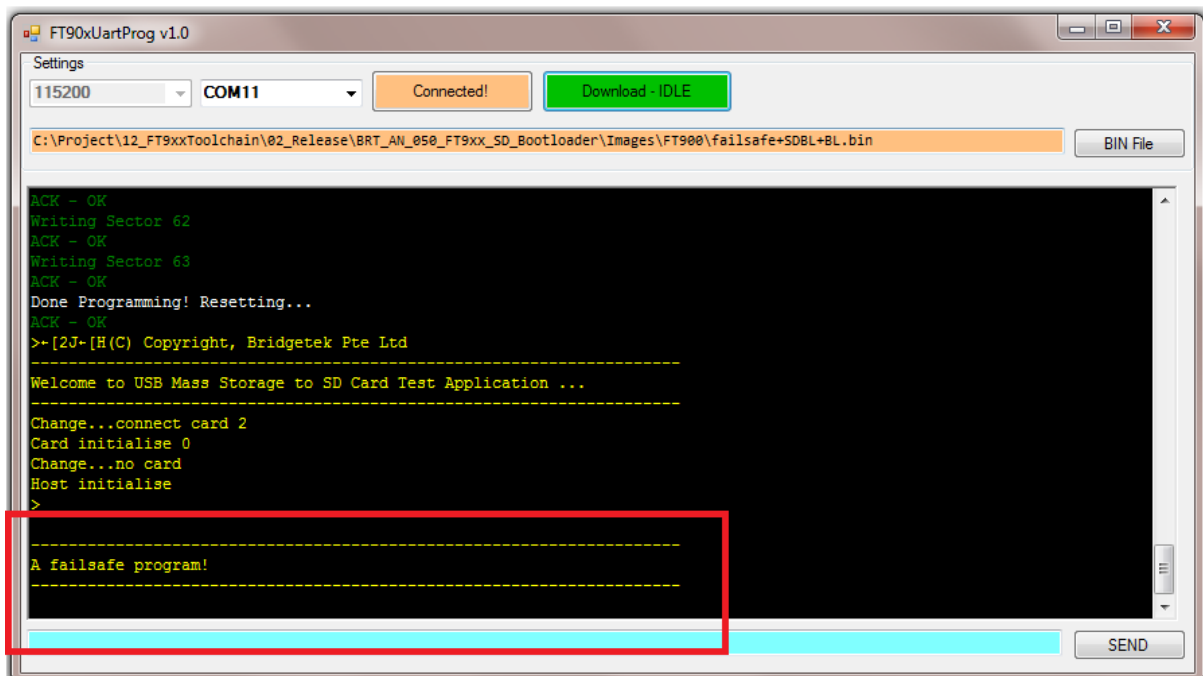 FT90xUartProg v1.0
Settings
115200 COM11 Connected! Download - IDLE
C:\Project\12_FT9xxToolchain\02_Release\BRT_AN_050_FT9xx_SD_Bootloader\Images\FT900\failsafe+SDBL+BL.bin BIN File
ACK - OK
Writing Sector 62
ACK - OK
Writing Sector 63
ACK - OK
Done Programming! Resetting...
ACK - OK
>←[2J←[H(C) Copyright, Bridgetek Pte Ltd
--------------------------------------------------------------------
Welcome to USB Mass Storage to SD Card Test Application ...
--------------------------------------------------------------------
Change...connect card 2
Card initialise 0
Change...no card
Host initialise
>
--------------------------------------------------------------------
A failsafe program!
--------------------------------------------------------------------
SEND